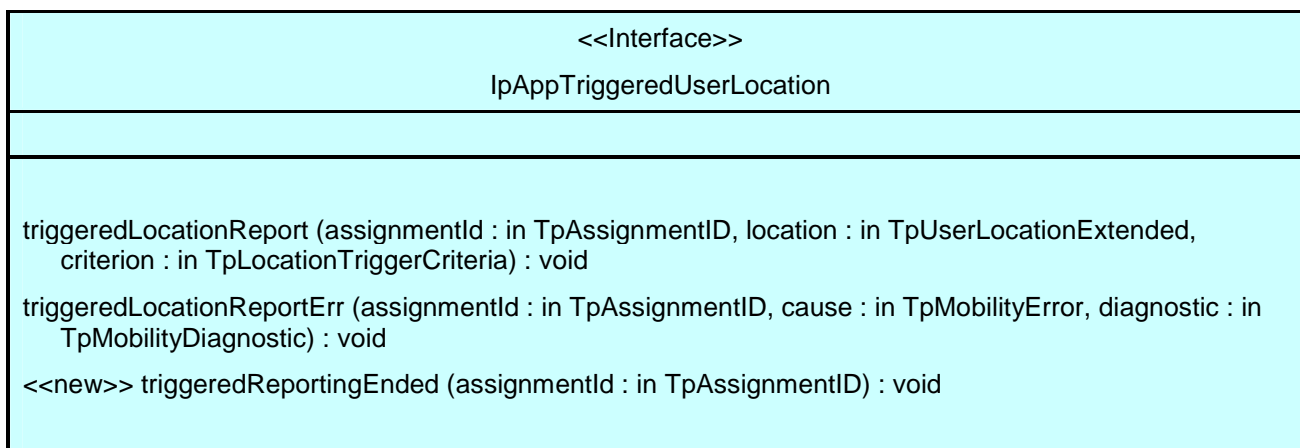 <<Interface>>
IpAppTriggeredUserLocation
triggeredLocationReport (assignmentId : in TpAssignmentID, location : in TpUserLocationExtended,
criterion : in TpLocationTriggerCriteria) : void
triggeredLocationReportErr (assignmentId : in TpAssignmentID, cause : in TpMobilityError, diagnostic : in
TpMobilityDiagnostic) : void
<<new>> triggeredReportingEnded (assignmentId : in TpAssignmentID) : void